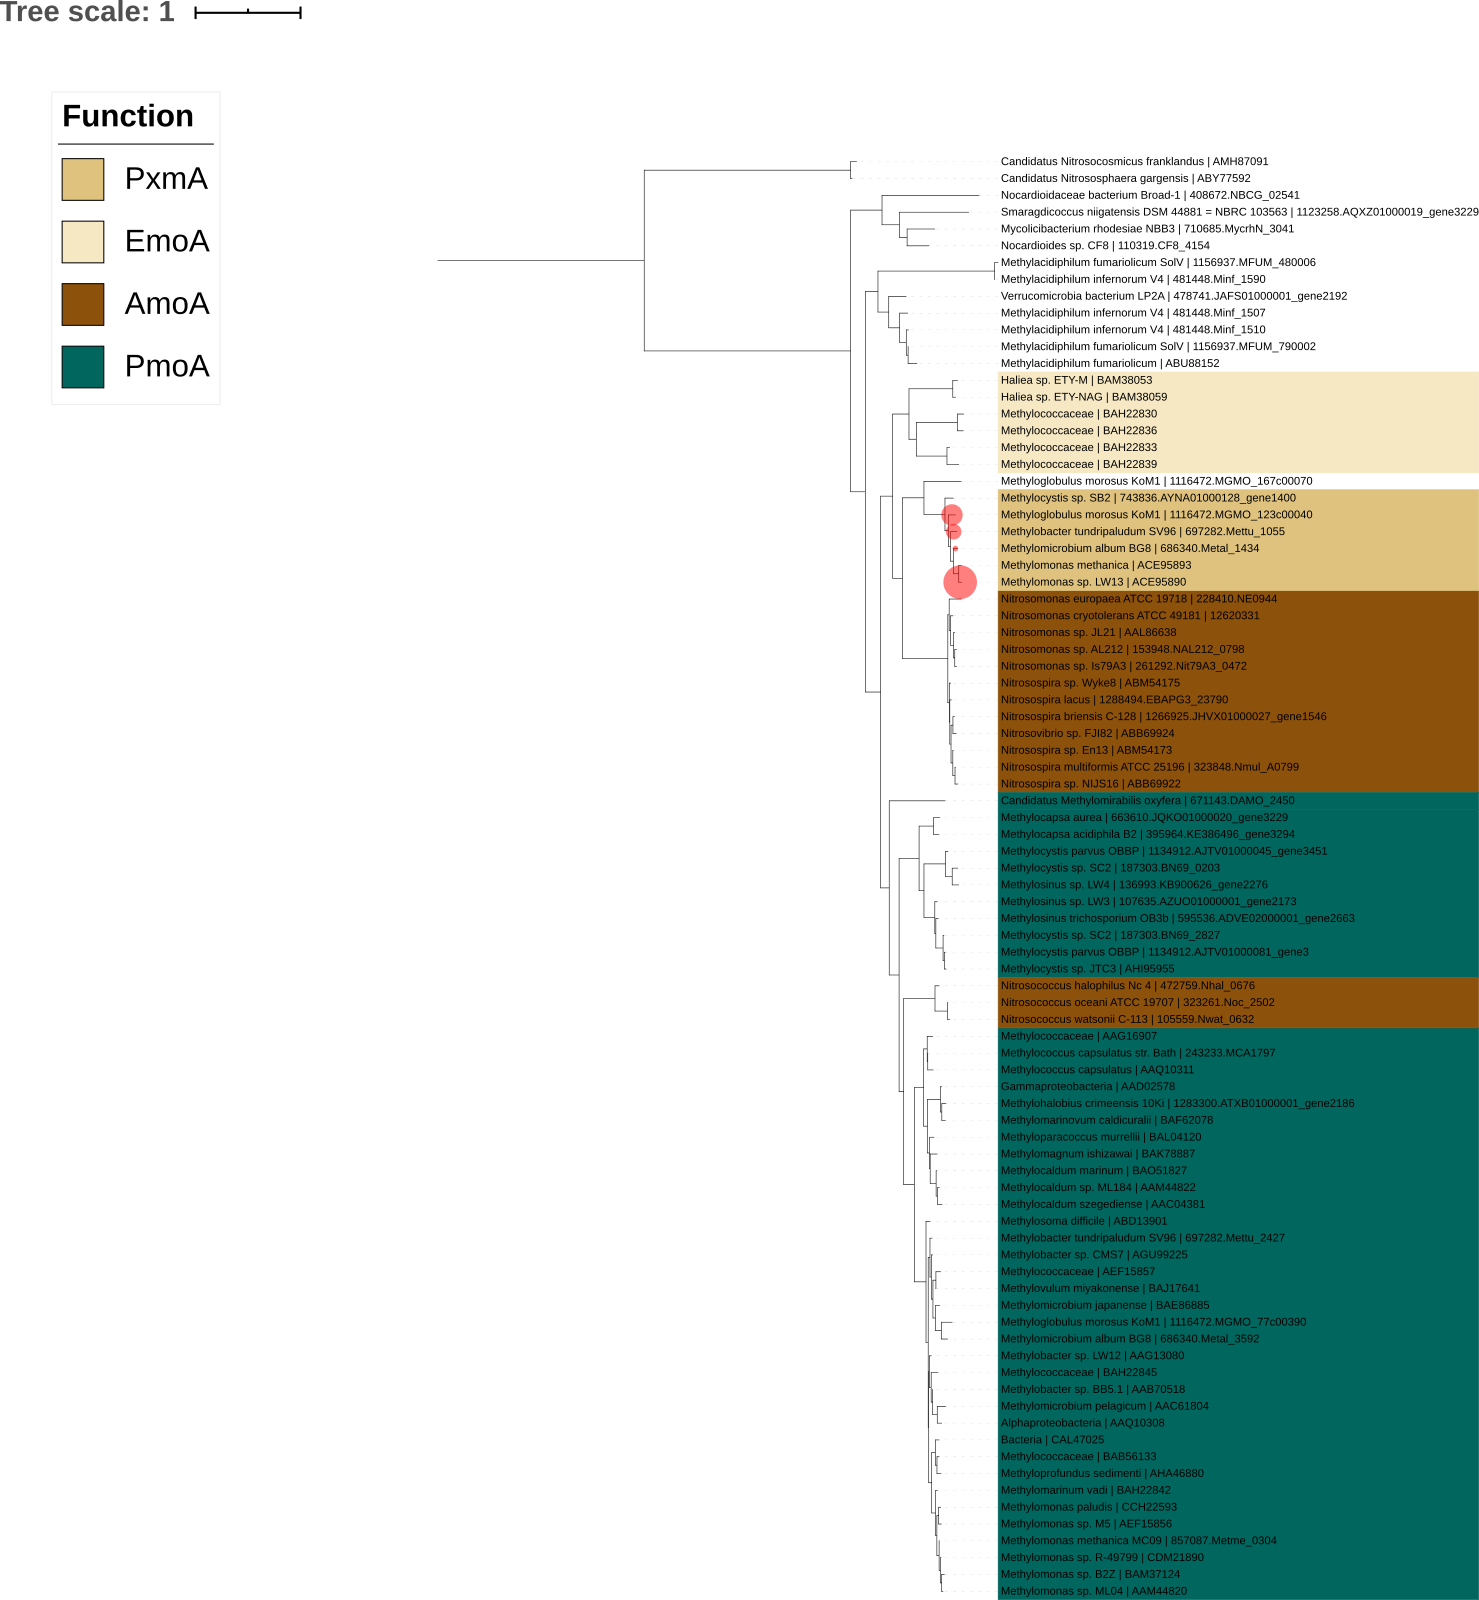 Tree scale: 1
Function
PxmA
EmoA
AmoA
PmoA
Candidatus Nitrosocosmicus franklandus | AMH87091
Candidatus Nitrososphaera gargensis | ABY77592
Nocardioidaceae bacterium Broad-1 | 408672.NBCG_02541
Smaragdicoccus niigatensis DSM 44881 = NBRC 103563 | 1123258.AQXZ01000019_gene3229
Mycolicibacterium rhodesiae NBB3 | 710685.MycrhN_3041
Nocardioides sp. CF8 | 110319.CF8_4154
Methylacidiphilum fumariolicum SolV | 1156937.MFUM_480006
Methylacidiphilum infernorum V4 | 481448.Minf_1590
Verrucomicrobia bacterium LP2A | 478741.JAFS01000001_gene2192
Methylacidiphilum infernorum V4 | 481448.Minf_1507
Methylacidiphilum infernorum V4 | 481448.Minf_1510
Methylacidiphilum fumariolicum SolV | 1156937.MFUM_790002
Methylacidiphilum fumariolicum | ABU88152
Haliea sp. ETY-M | BAM38053
Haliea sp. ETY-NAG | BAM38059
Methylococcaceae | BAH22830
Methylococcaceae | BAH22836
Methylococcaceae | BAH22833
Methylococcaceae | BAH22839
Methyloglobulus morosus KoM1 | 1116472.MGMO_167c00070
Methylocystis sp. SB2 | 743836.AYNA01000128_gene1400
Methyloglobulus morosus KoM1 | 1116472.MGMO_123c00040
Methylobacter tundripaludum SV96 | 697282.Mettu_1055
Methylomicrobium album BG8 | 686340.Metal_1434
Methylomonas methanica | ACE95893
Methylomonas sp. LW13 | ACE95890
Nitrosomonas europaea ATCC 19718 | 228410.NE0944
Nitrosomonas cryotolerans ATCC 49181 | 12620331
Nitrosomonas sp. JL21 | AAL86638
Nitrosomonas sp. AL212 | 153948.NAL212_0798
Nitrosomonas sp. Is79A3 | 261292.Nit79A3_0472
Nitrosospira sp. Wyke8 | ABM54175
Nitrosospira lacus | 1288494.EBAPG3_23790
Nitrosospira briensis C-128 | 1266925.JHVX01000027_gene1546
Nitrosovibrio sp. FJI82 | ABB69924
Nitrosospira sp. En13 | ABM54173
Nitrosospira multiformis ATCC 25196 | 323848.Nmul_A0799
Nitrosospira sp. NIJS16 | ABB69922
Candidatus Methylomirabilis oxyfera | 671143.DAMO_2450
Methylocapsa aurea | 663610.JQKO01000020_gene3229
Methylocapsa acidiphila B2 | 395964.KE386496_gene3294
Methylocystis parvus OBBP | 1134912.AJTV01000045_gene3451
Methylocystis sp. SC2 | 187303.BN69_0203
Methylosinus sp. LW4 | 136993.KB900626_gene2276
Methylosinus sp. LW3 | 107635.AZUO01000001_gene2173
Methylosinus trichosporium OB3b | 595536.ADVE02000001_gene2663
Methylocystis sp. SC2 | 187303.BN69_2827
Methylocystis parvus OBBP | 1134912.AJTV01000081_gene3
Methylocystis sp. JTC3 | AHI95955
Nitrosococcus halophilus Nc 4 | 472759.Nhal_0676
Nitrosococcus oceani ATCC 19707 | 323261.Noc_2502
Nitrosococcus watsonii C-113 | 105559.Nwat_0632
Methylococcaceae | AAG16907
Methylococcus capsulatus str. Bath | 243233.MCA1797
Methylococcus capsulatus | AAQ10311
Gammaproteobacteria | AAD02578
Methylohalobius crimeensis 10Ki | 1283300.ATXB01000001_gene2186
Methylomarinovum caldicuralii | BAF62078
Methyloparacoccus murrellii | BAL04120
Methylomagnum ishizawai | BAK78887
Methylocaldum marinum | BAO51827
Methylocaldum sp. ML184 | AAM44822
Methylocaldum szegediense | AAC04381
Methylosoma difficile | ABD13901
Methylobacter tundripaludum SV96 | 697282.Mettu_2427
Methylobacter sp. CMS7 | AGU99225
Methylococcaceae | AEF15857
Methylovulum miyakonense | BAJ17641
Methylomicrobium japanense | BAE86885
Methyloglobulus morosus KoM1 | 1116472.MGMO_77c00390
Methylomicrobium album BG8 | 686340.Metal_3592
Methylobacter sp. LW12 | AAG13080
Methylococcaceae | BAH22845
Methylobacter sp. BB5.1 | AAB70518
Methylomicrobium pelagicum | AAC61804
Alphaproteobacteria | AAQ10308
Bacteria | CAL47025
Methylococcaceae | BAB56133
Methyloprofundus sedimenti | AHA46880
Methylomarinum vadi | BAH22842
Methylomonas paludis | CCH22593
Methylomonas sp. M5 | AEF15856
Methylomonas methanica MC09 | 857087.Metme_0304
Methylomonas sp. R-49799 | CDM21890
Methylomonas sp. B2Z | BAM37124
Methylomonas sp. ML04 | AAM44820